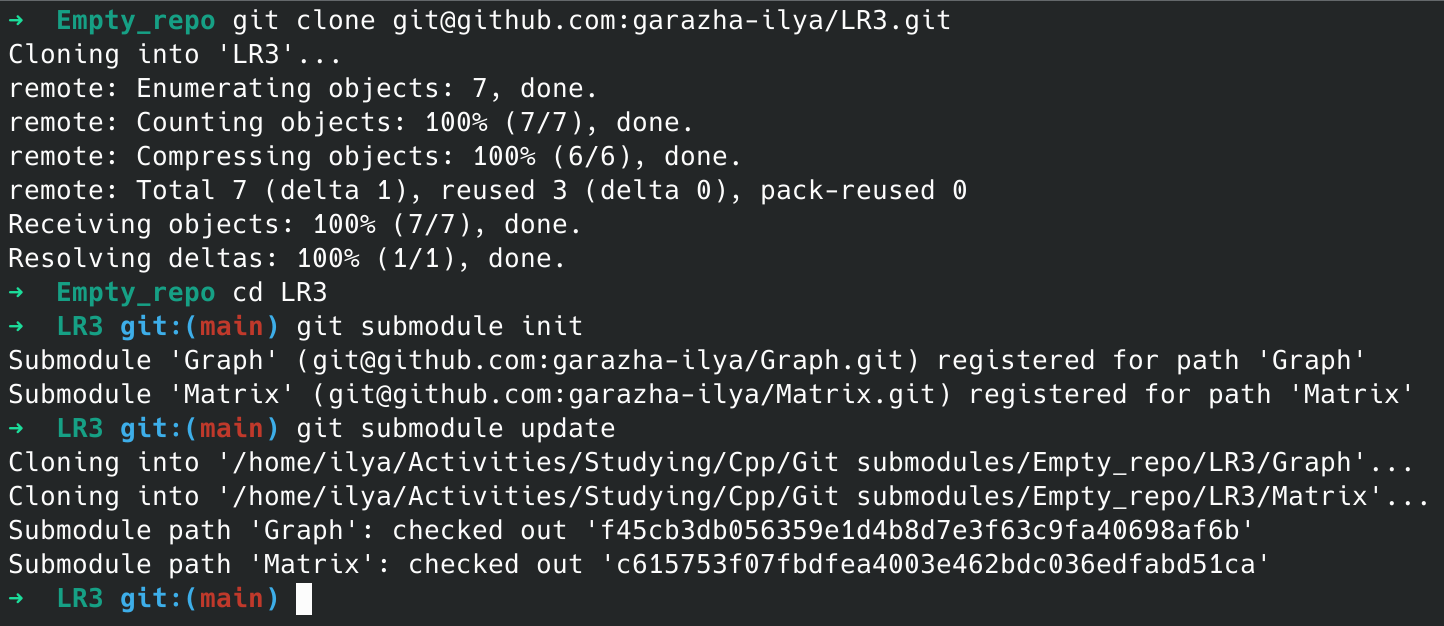 ➜  Empty_repo git clone git@github.com:garazha-ilya/LR3.git
Cloning into 'LR3'...
remote: Enumerating objects: 7, done.
remote: Counting objects: 100% (7/7), done.
remote: Compressing objects: 100% (6/6), done.
remote: Total 7 (delta 1), reused 3 (delta 0), pack-reused 0
Receiving objects: 100% (7/7), done.
Resolving deltas: 100% (1/1), done.
➜  Empty_repo cd LR3
➜  LR3 git:(main) git submodule init
Submodule 'Graph' (git@github.com:garazha-ilya/Graph.git) registered for path 'Graph'
Submodule 'Matrix' (git@github.com:garazha-ilya/Matrix.git) registered for path 'Matrix'
➜  LR3 git:(main) git submodule update
Cloning into '/home/ilya/Activities/Studying/Cpp/Git submodules/Empty_repo/LR3/Graph'...
Cloning into '/home/ilya/Activities/Studying/Cpp/Git submodules/Empty_repo/LR3/Matrix'...
Submodule path 'Graph': checked out 'f45cb3db056359e1d4b8d7e3f63c9fa40698af6b'
Submodule path 'Matrix': checked out 'c615753f07fbdfea4003e462bdc036edfabd51ca'
➜  LR3 git:(main)